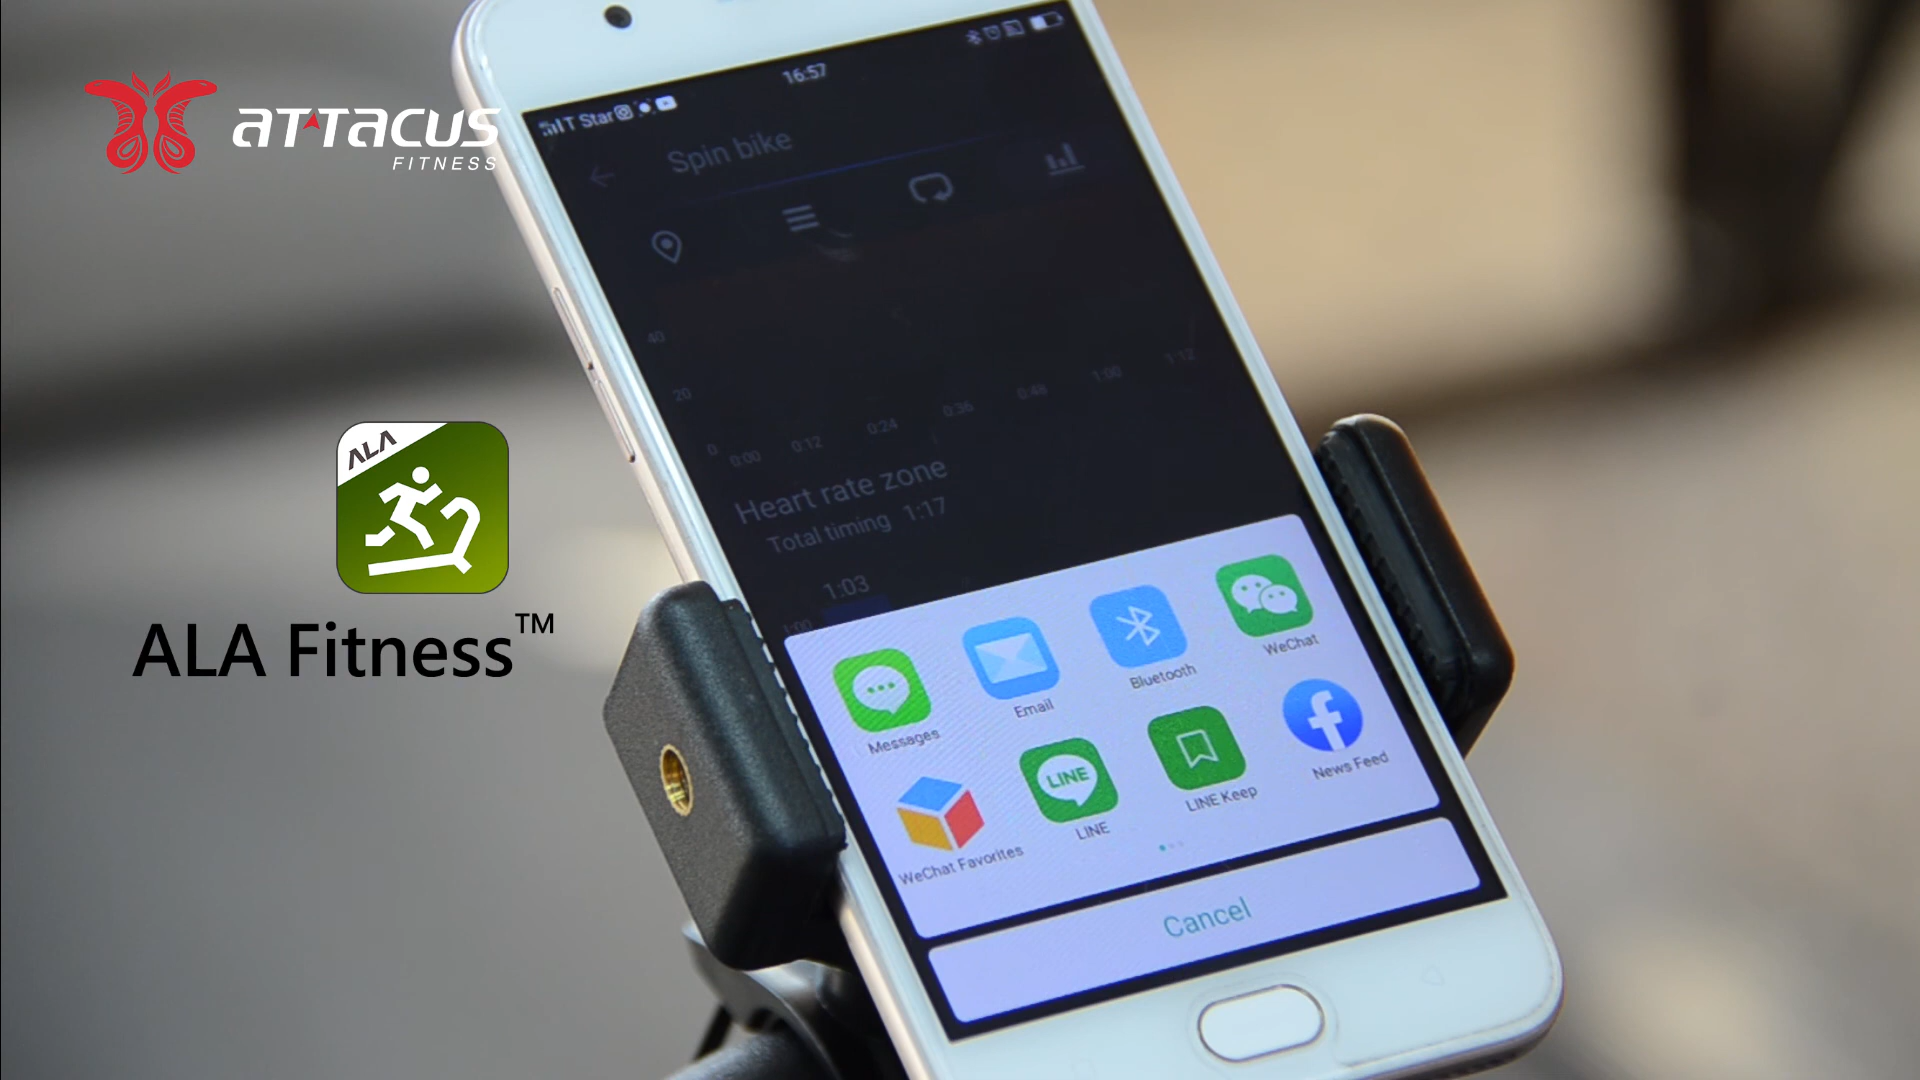 ATTACUS
FITNESS
ALA
ALA Fitness™
T Star
16:57
Spin bike
40
20
0
0:00 0:12 0:24 0:36 0:48 1:00 1:12
Heart rate zone
Total timing 1:17
1:03
1:00
Messages Email Bluetooth WeChat
LINE
WeChat Favorites LINE LINE Keep News Feed
Cancel